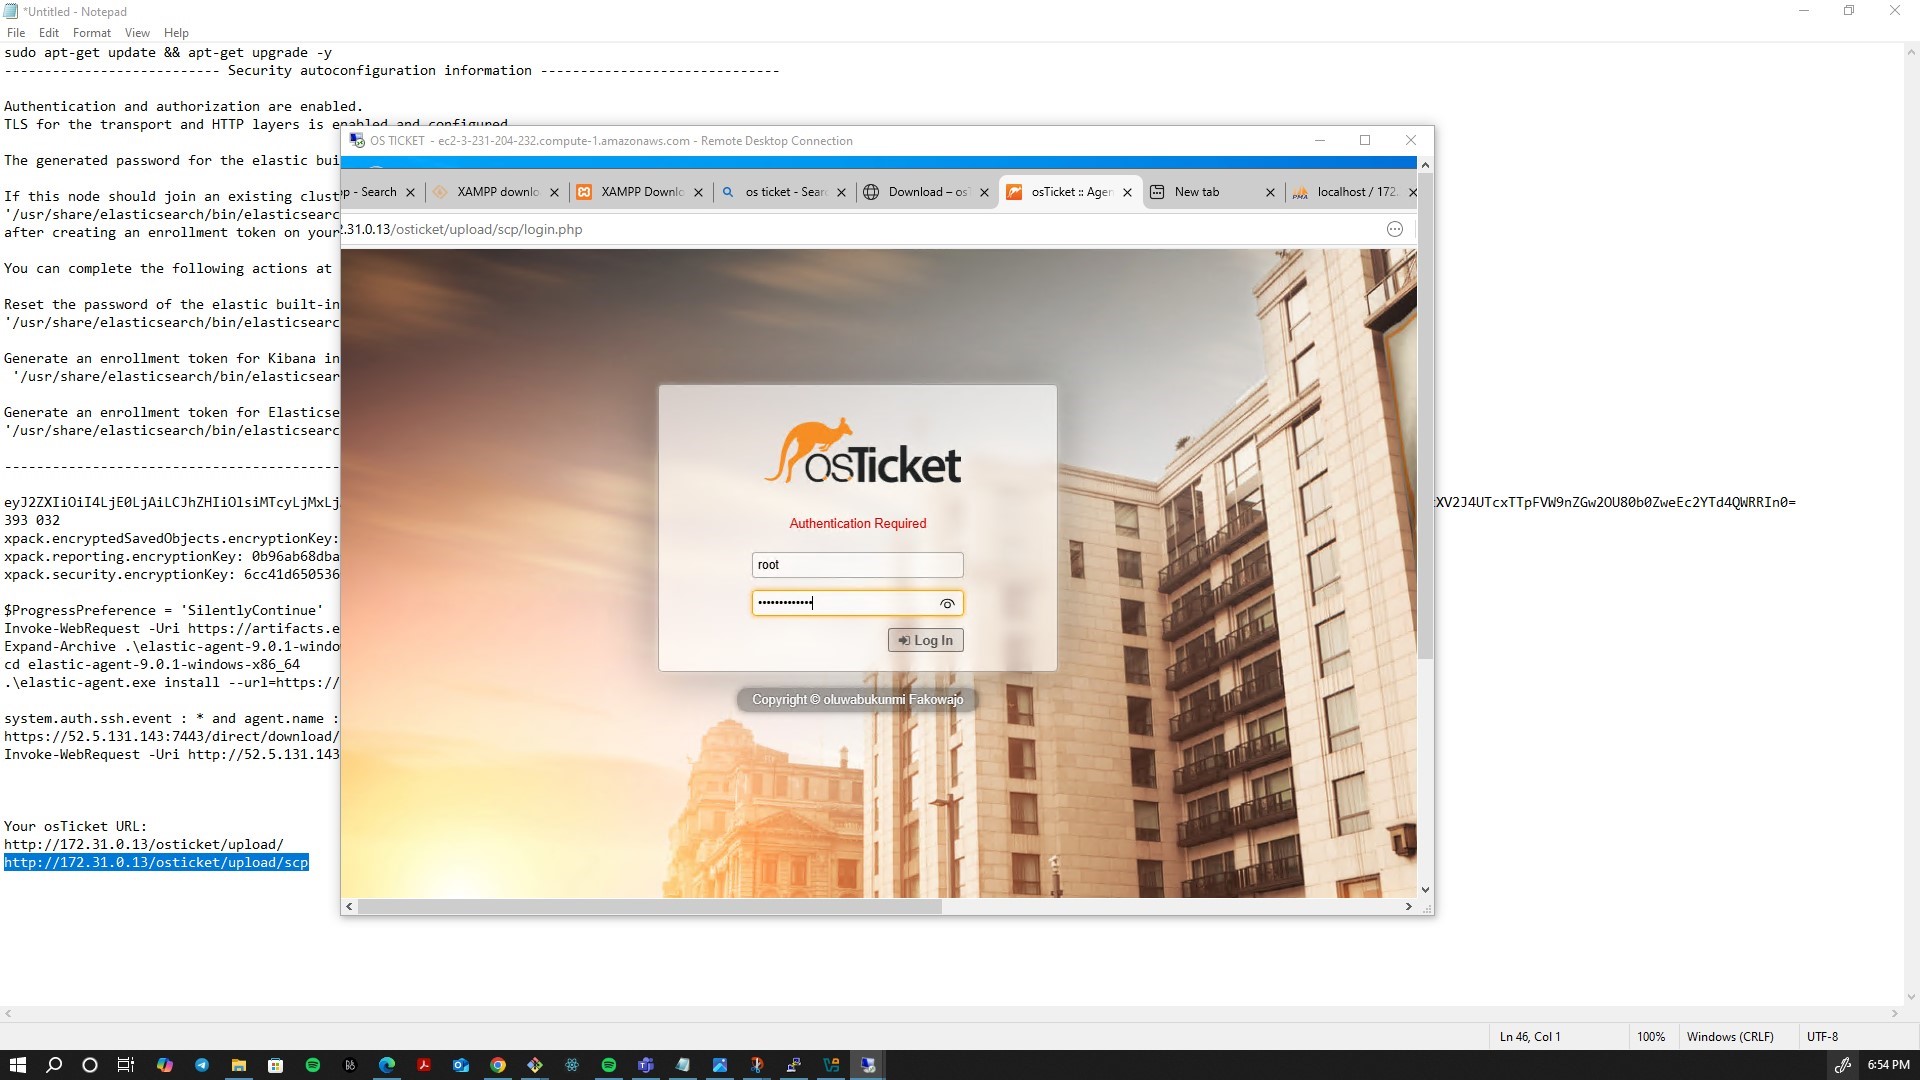 *Untitled - Notepad
File Edit Format View Help
sudo apt-get update && apt-get upgrade -y
--------------------------- Security autoconfiguration information ------------------------------
Authentication and authorization are enabled.
TLS for the transport and HTTP layers is enabled and configured.
The generated password for the elastic bui
If this node should join an existing clust
'/usr/share/elasticsearch/bin/elasticsearc
after creating an enrollment token on your
You can complete the following actions at
Reset the password of the elastic built-in
'/usr/share/elasticsearch/bin/elasticsearc
Generate an enrollment token for Kibana in
'/usr/share/elasticsearch/bin/elasticsear
Generate an enrollment token for Elasticse
'/usr/share/elasticsearch/bin/elasticsearc
------------------------------------------
eyJ2ZXIiOiI4LjE0LjAiLCJhZHIiOlsiMTcyLjMxLj
XV2J4UTcxTTpFVW9nZGw2OU80b0ZweEc2YTd4QWRRIn0=
393 032
xpack.encryptedSavedObjects.encryptionKey:
xpack.reporting.encryptionKey: 0b96ab68dba
xpack.security.encryptionKey: 6cc41d650536
$ProgressPreference = 'SilentlyContinue'
Invoke-WebRequest -Uri https://artifacts.e
Expand-Archive .\elastic-agent-9.0.1-windo
cd elastic-agent-9.0.1-windows-x86_64
.\elastic-agent.exe install --url=https://
system.auth.ssh.event : * and agent.name :
https://52.5.131.143:7443/direct/download/
Invoke-WebRequest -Uri http://52.5.131.143
Your osTicket URL:
http://172.31.0.13/osticket/upload/
http://172.31.0.13/osticket/upload/scp
OS TICKET - ec2-3-231-204-232.compute-1.amazonaws.com - Remote Desktop Connection
p - Search
XAMPP downlo
XAMPP Downlo
os ticket - Sear
Download – os
osTicket :: Agen
New tab
localhost / 172.
.31.0.13/osticket/upload/scp/login.php
osTicket
Authentication Required
root
Log In
Copyright © oluwabukunmi Fakowajo
Ln 46, Col 1 100% Windows (CRLF) UTF-8
6:54 PM